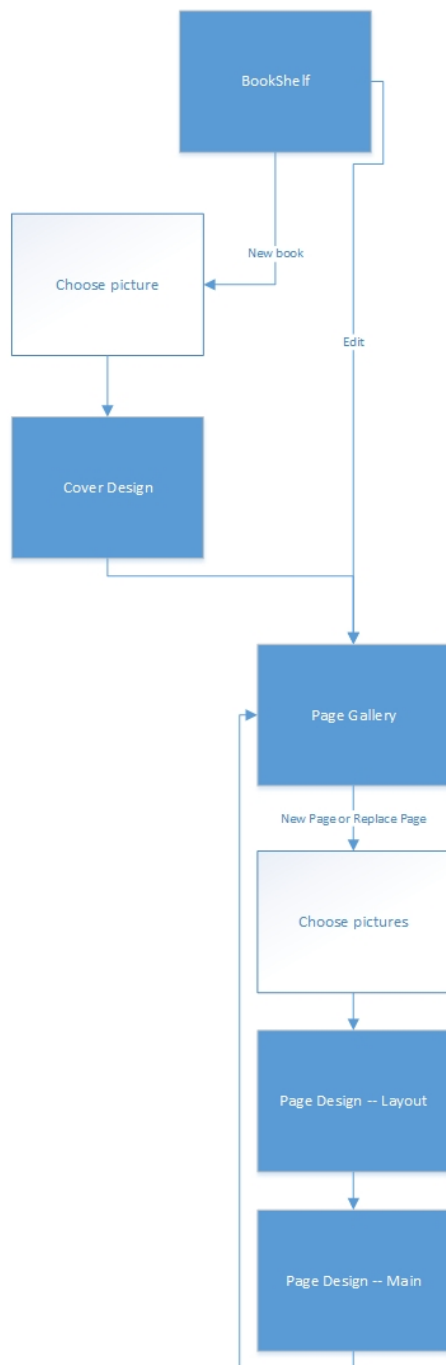 BookShelf
New book
Choose picture
Edit
Cover Design
Page Gallery
New Page or Replace Page
Choose pictures
Page Design -- Layout
Page Design -- Main